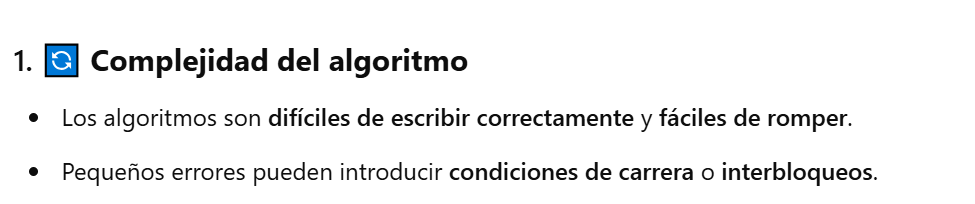 1. 🔄 Complejidad del algoritmo
• Los algoritmos son difíciles de escribir correctamente y fáciles de romper.
• Pequeños errores pueden introducir condiciones de carrera o interbloqueos.